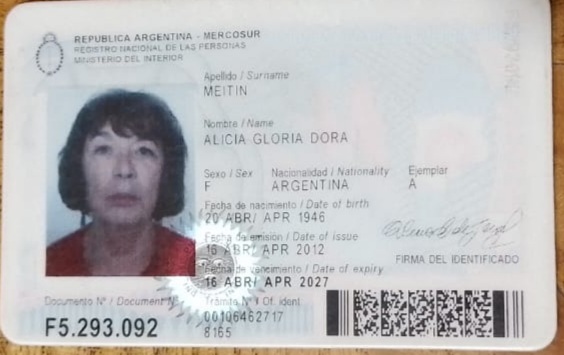 REPUBLICA ARGENTINA - MERCOSUR
REGISTRO NACIONAL DE LAS PERSONAS
MINISTERIO DEL INTERIOR
Apellido / Surname
MEITIN
Nombre / Name
ALICIA GLORIA DORA
Sexo / Sex Nacionalidad / Nationality Ejemplar
F ARGENTINA A
Fecha de nacimiento / Date of birth
20 ABR/ APR 1946
Fecha de emisión / Date of issue
16 ABR/ APR 2012
FIRMA DEL IDENTIFICADO
Fecha de vencimiento / Date of expiry
16 ABR/ APR 2027
Documento N° / Document N° Trámite N° / Of. ident.
F5.293.092
00106462717
8165